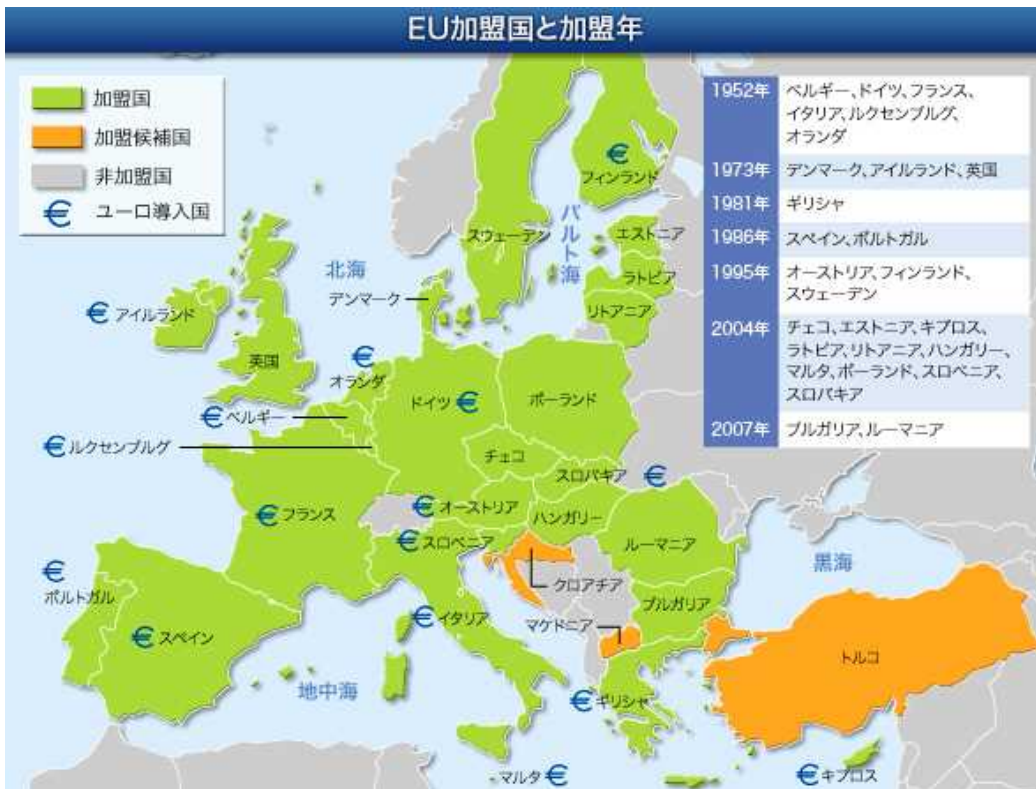 EU加盟国と加盟年
加盟国
加盟候補国
非加盟国
€ ユーロ導入国
1952年 ベルギー、ドイツ、フランス、
イタリア、ルクセンブルグ、
オランダ
1973年 デンマーク、アイルランド、英国
1981年 ギリシャ
1986年 スペイン、ポルトガル
1995年 オーストリア、フィンランド、
スウェーデン
2004年 チェコ、エストニア、キプロス、
ラトビア、リトアニア、ハンガリー、
マルタ、ポーランド、スロベニア、
スロバキア
2007年 ブルガリア、ルーマニア
€
フィンランド
スウェーデン
バルト海
エストニア
北海
ラトビア
デンマーク
リトアニア
€ アイルランド
英国
€
オランダ
ドイツ €
ポーランド
€ ベルギー
€ ルクセンブルグ
チェコ
スロバキア €
€ オーストリア
€ フランス
ハンガリー
€ スロベニア
ルーマニア
黒海
€
ポルトガル
クロアチア
ブルガリア
€ イタリア
マケドニア
€ スペイン
トルコ
地中海
€ ギリシャ
マルタ €
€ キプロス